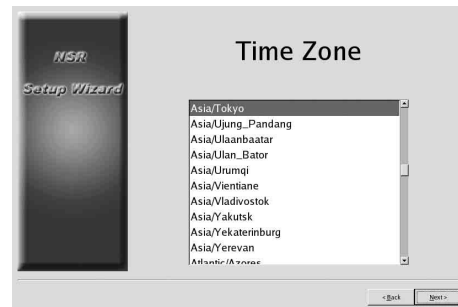 NSR
Setup Wizard
Time Zone
Asia/Tokyo
Asia/Ujung_Pandang
Asia/Ulaanbaatar
Asia/Ulan_Bator
Asia/Urumqi
Asia/Vientiane
Asia/Vladivostok
Asia/Yakutsk
Asia/Yekaterinburg
Asia/Yerevan
Atlantic/Azores
< Back
Next >